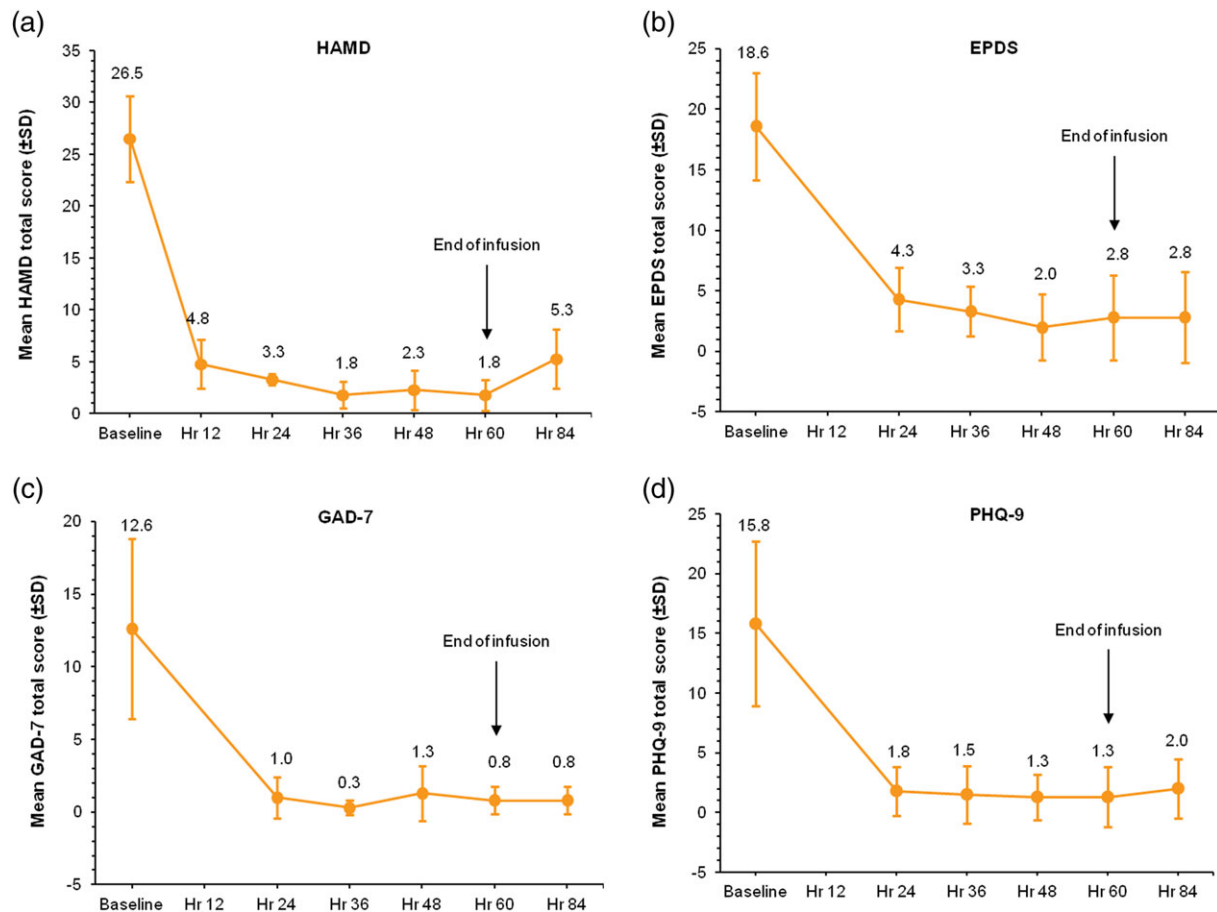 (a)
HAMD
Mean HAMD total score (±SD)
35
30
25
20
15
10
5
0
26.5
4.8
3.3
1.8
2.3
1.8
5.3
End of infusion
Baseline Hr 12 Hr 24 Hr 36 Hr 48 Hr 60 Hr 84
(b)
EPDS
Mean EPDS total score (±SD)
25
20
15
10
5
0
-5
18.6
4.3
3.3
2.0
2.8
2.8
End of infusion
Baseline Hr 12 Hr 24 Hr 36 Hr 48 Hr 60 Hr 84
(c)
GAD-7
Mean GAD-7 total score (±SD)
20
15
10
5
0
-5
12.6
1.0
0.3
1.3
0.8
0.8
End of infusion
Baseline Hr 12 Hr 24 Hr 36 Hr 48 Hr 60 Hr 84
(d)
PHQ-9
Mean PHQ-9 total score (±SD)
25
20
15
10
5
0
-5
15.8
1.8
1.5
1.3
1.3
2.0
End of infusion
Baseline Hr 12 Hr 24 Hr 36 Hr 48 Hr 60 Hr 84